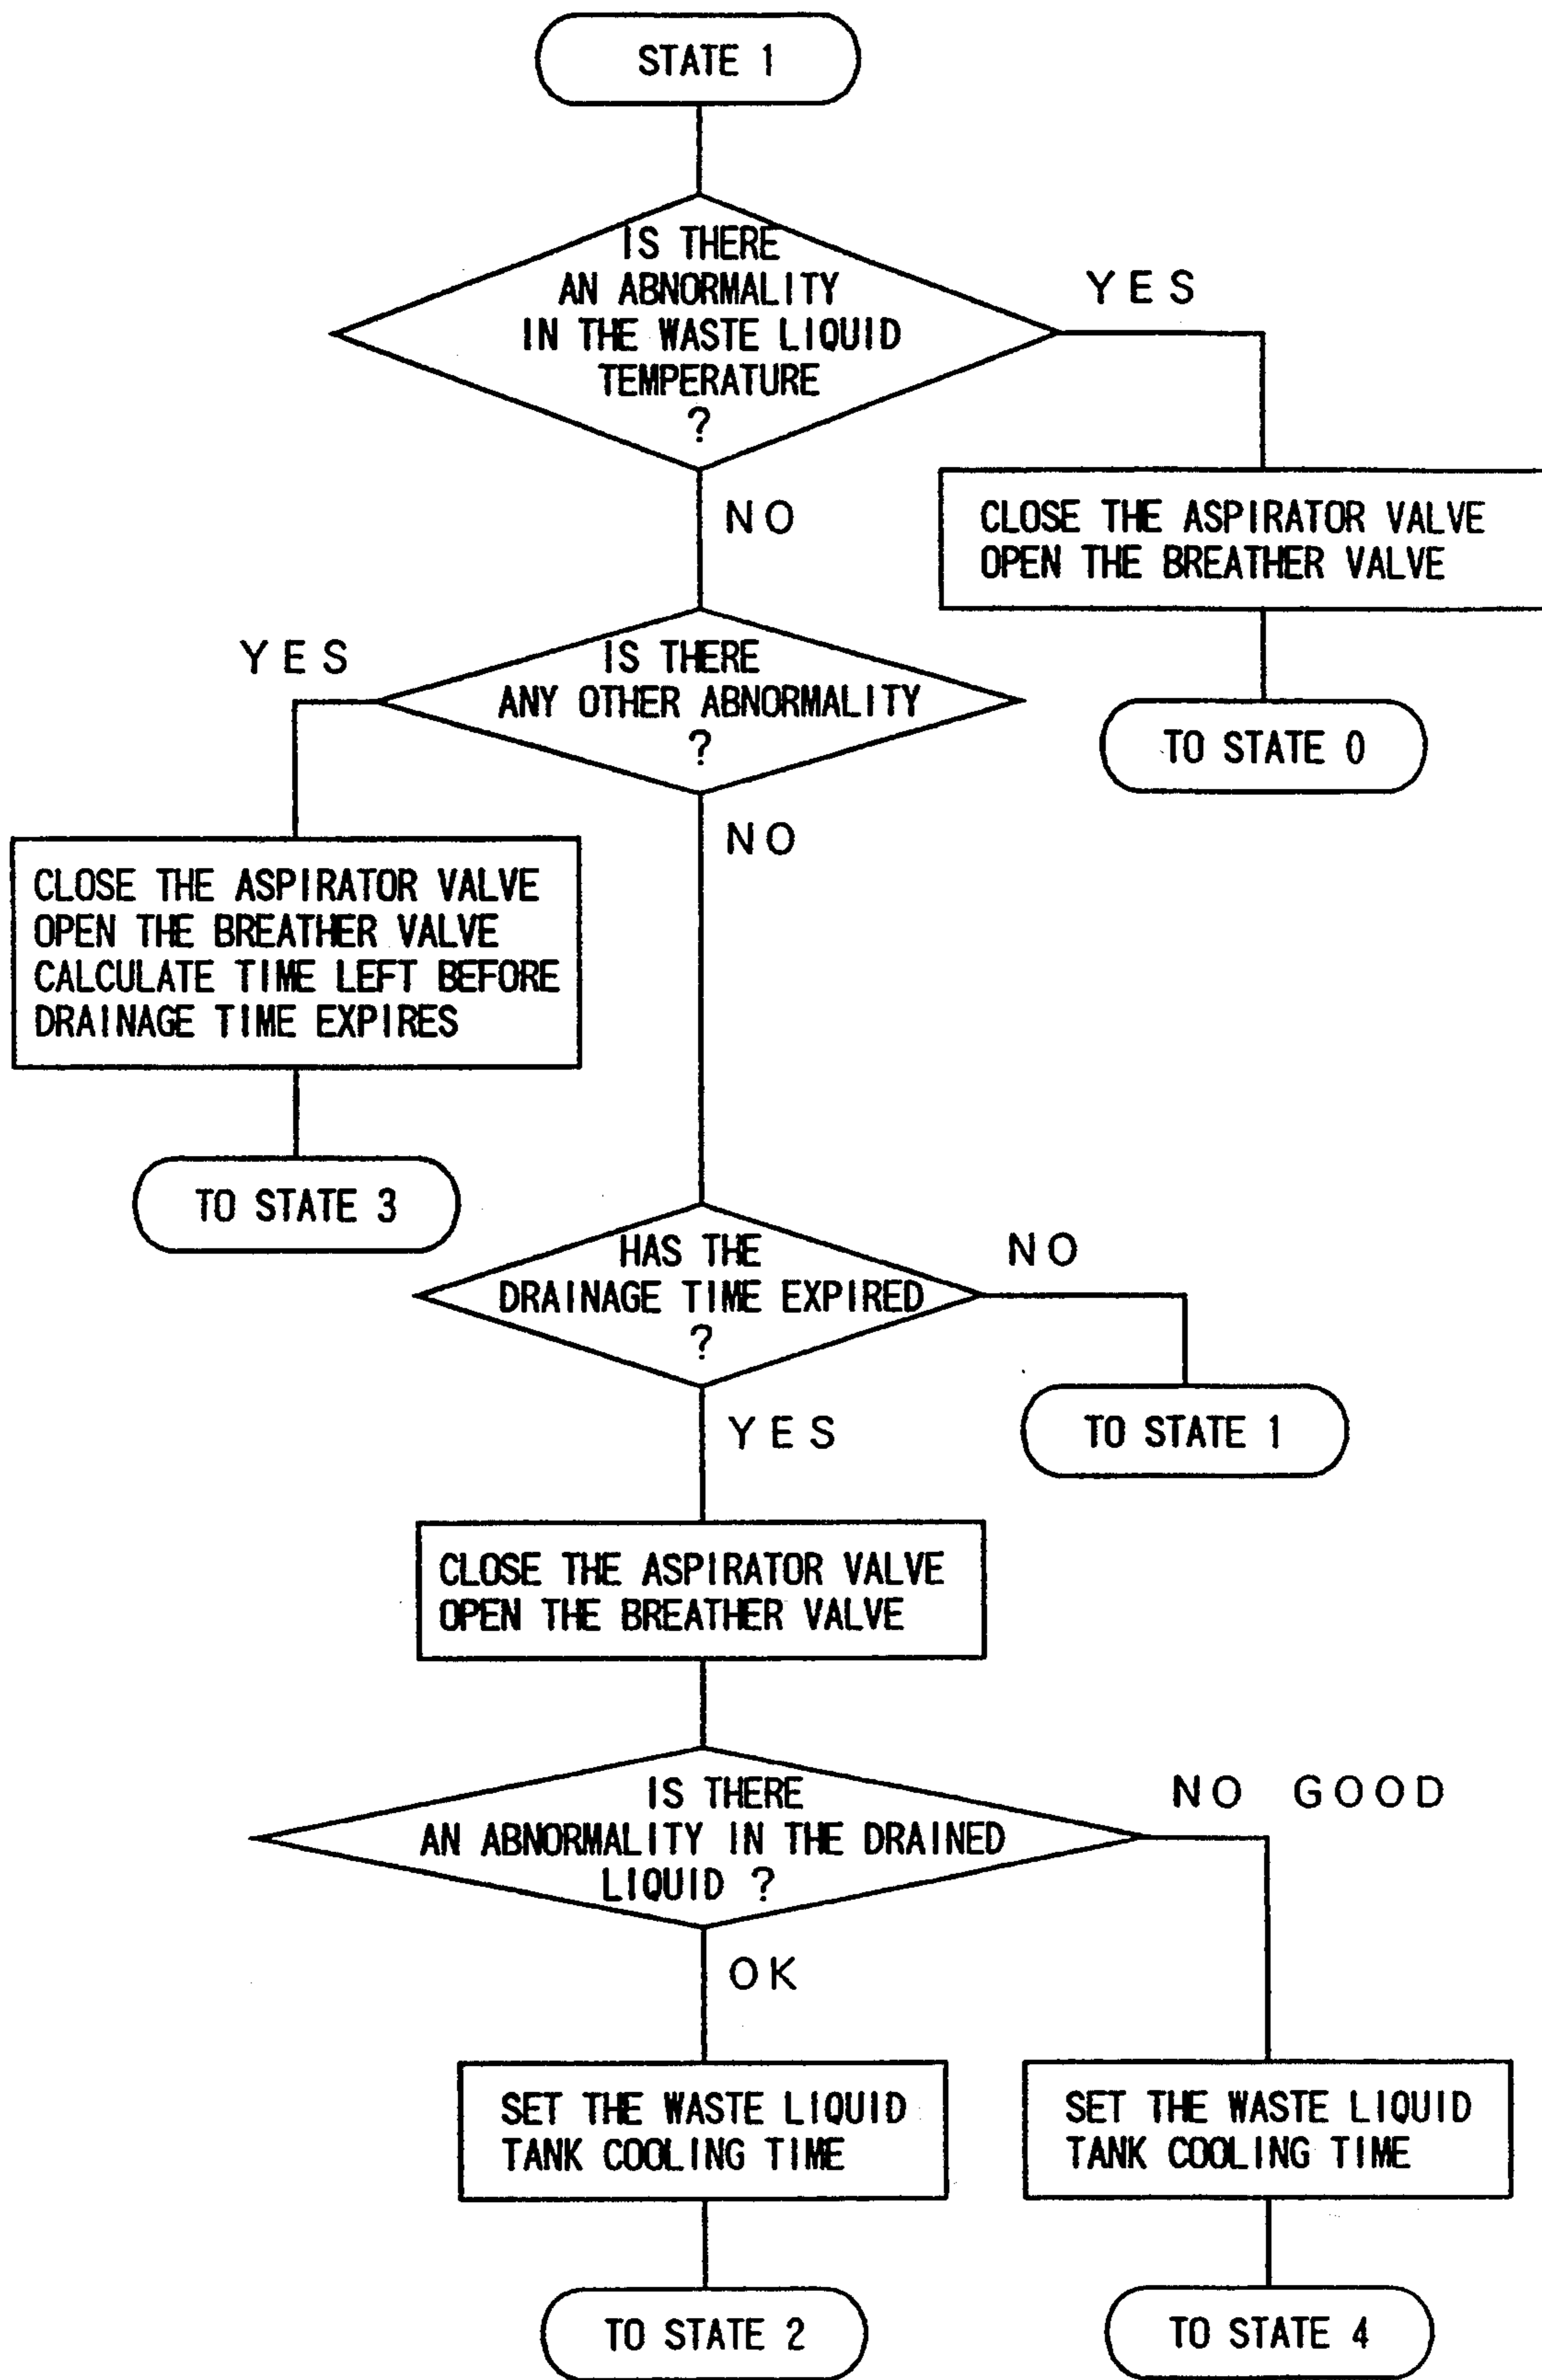 STATE 1
IS THERE
AN ABNORMALITY
IN THE WASTE LIQUID
TEMPERATURE
?
YES
NO
CLOSE THE ASPIRATOR VALVE
OPEN THE BREATHER VALVE
TO STATE 0
YES
IS THERE
ANY OTHER ABNORMALITY
?
NO
CLOSE THE ASPIRATOR VALVE
OPEN THE BREATHER VALVE
CALCULATE TIME LEFT BEFORE
DRAINAGE TIME EXPIRES
TO STATE 3
HAS THE
DRAINAGE TIME EXPIRED
?
NO
TO STATE 1
YES
CLOSE THE ASPIRATOR VALVE
OPEN THE BREATHER VALVE
IS THERE
AN ABNORMALITY IN THE DRAINED
LIQUID ?
NO GOOD
OK
SET THE WASTE LIQUID
TANK COOLING TIME
SET THE WASTE LIQUID
TANK COOLING TIME
TO STATE 2
TO STATE 4